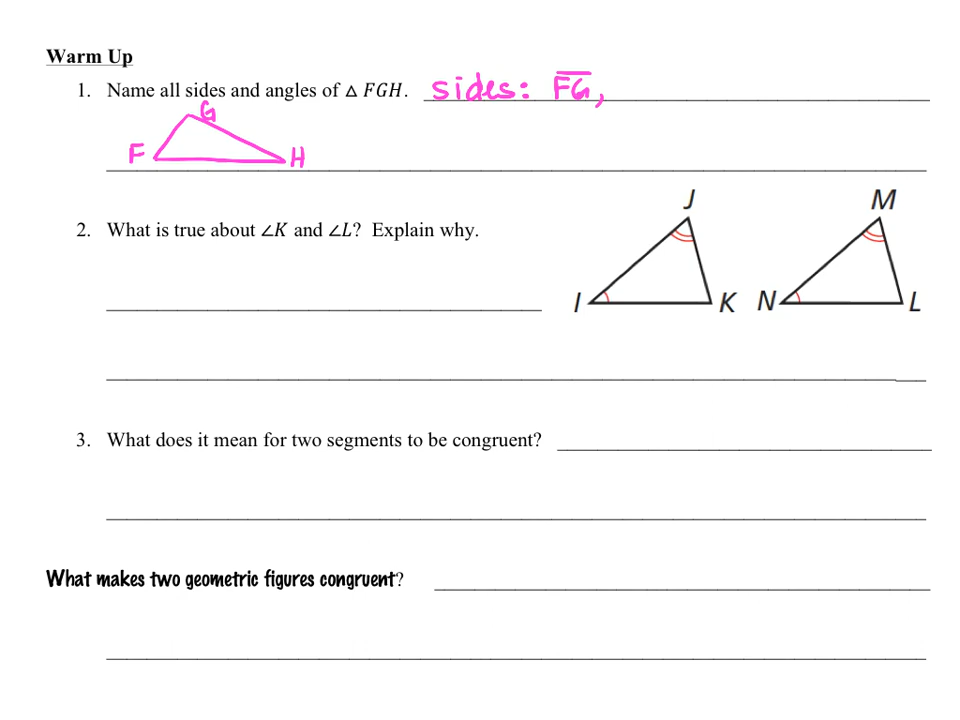 Warm Up
1. Name all sides and angles of △ FGH. sides: F̅G̅,
G
F
H
J
M
2. What is true about ∠K and ∠L? Explain why.
I
K
N
L
3. What does it mean for two segments to be congruent?
What makes two geometric figures congruent?